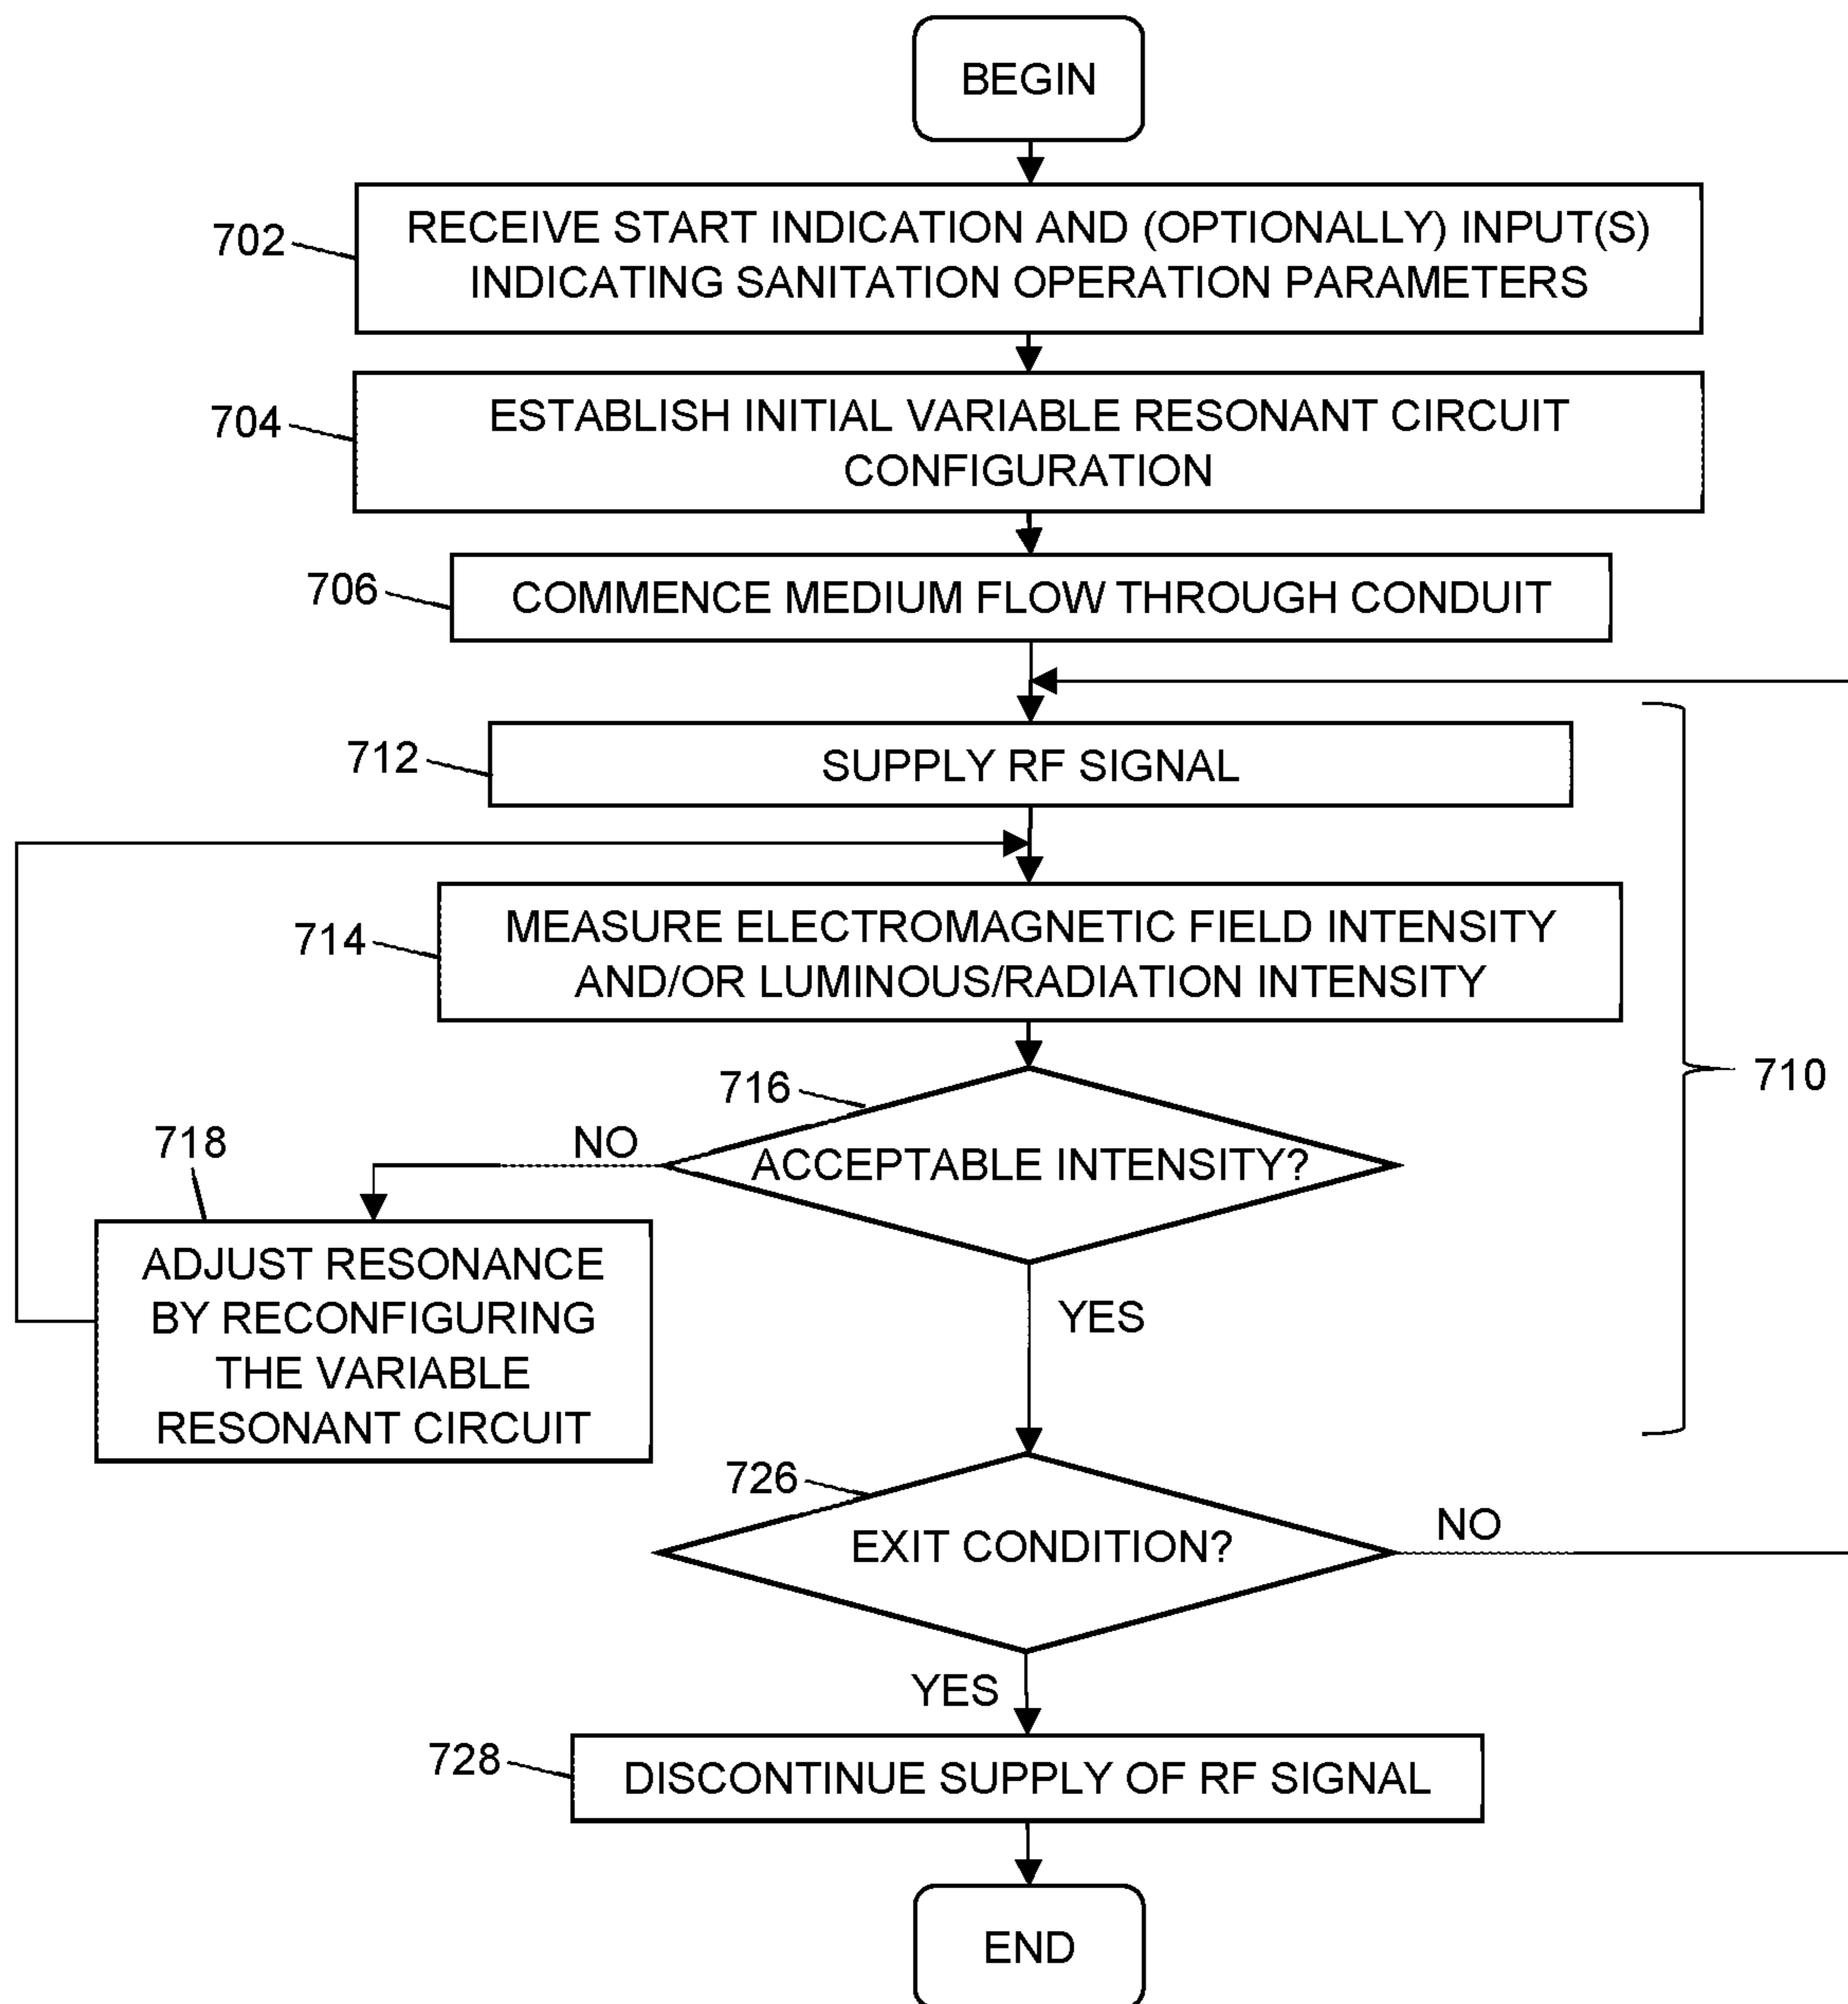 BEGIN
702
RECEIVE START INDICATION AND (OPTIONALLY) INPUT(S)
INDICATING SANITATION OPERATION PARAMETERS
704
ESTABLISH INITIAL VARIABLE RESONANT CIRCUIT
CONFIGURATION
706
COMMENCE MEDIUM FLOW THROUGH CONDUIT
712
SUPPLY RF SIGNAL
714
MEASURE ELECTROMAGNETIC FIELD INTENSITY
AND/OR LUMINOUS/RADIATION INTENSITY
710
716
ACCEPTABLE INTENSITY?
NO
718
ADJUST RESONANCE
BY RECONFIGURING
THE VARIABLE
RESONANT CIRCUIT
YES
726
EXIT CONDITION?
NO
YES
728
DISCONTINUE SUPPLY OF RF SIGNAL
END